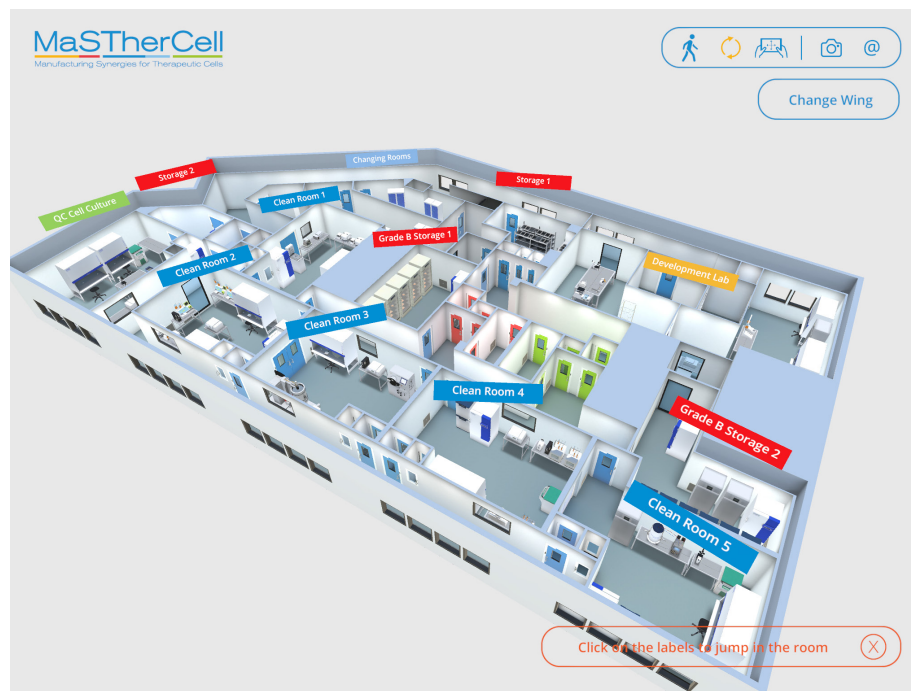 MaSTherCell
Manufacturing Synergies for Therapeutic Cells
@
Change Wing
Changing Rooms
Storage 2
Storage 1
Clean Room 1
QC Cell Culture
Grade B Storage 1
Clean Room 2
Development Lab
Clean Room 3
Clean Room 4
Grade B Storage 2
Clean Room 5
Click on the labels to jump in the room
X